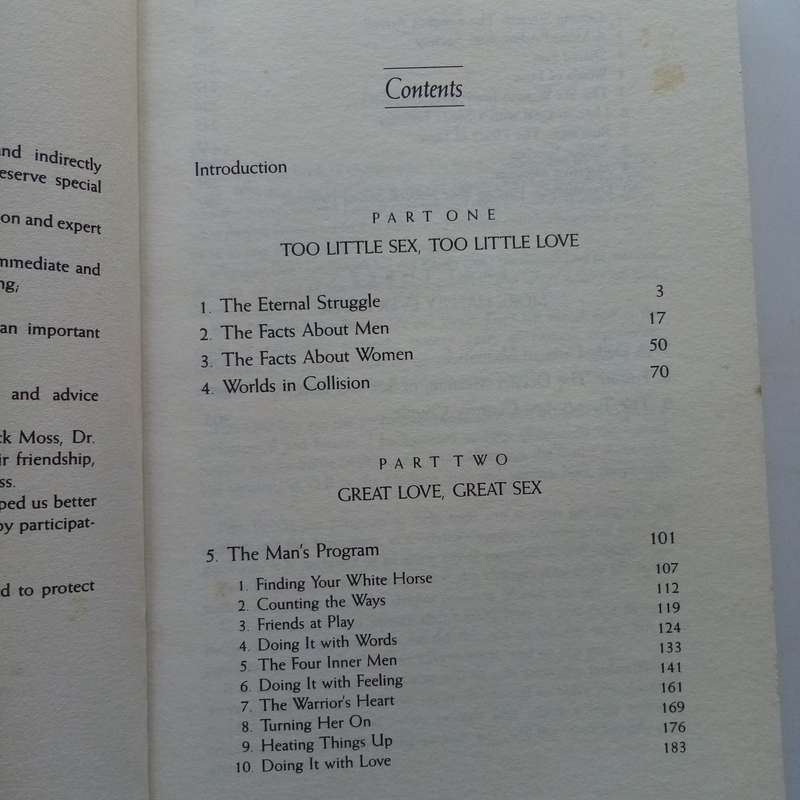 and indirectly
eserve special
on and expert
mmediate and
ng;
an important
and advice
ck Moss, Dr.
ir friendship,
ss.
ped us better
by participat-
d to protect
Contents
Introduction
PART ONE
TOO LITTLE SEX, TOO LITTLE LOVE
1. The Eternal Struggle 3
2. The Facts About Men 17
3. The Facts About Women 50
4. Worlds in Collision 70
PART TWO
GREAT LOVE, GREAT SEX
5. The Man's Program 101
1. Finding Your White Horse 107
2. Counting the Ways 112
3. Friends at Play 119
4. Doing It with Words 124
5. The Four Inner Men 133
6. Doing It with Feeling 141
7. The Warrior's Heart 161
8. Turning Her On 169
9. Heating Things Up 176
10. Doing It with Love 183